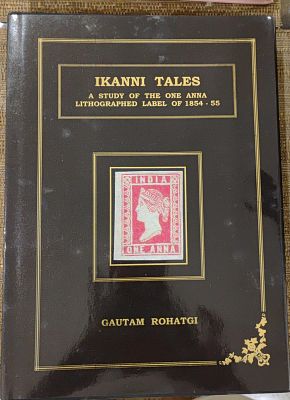 IKANNI TALES
A STUDY OF THE ONE ANNA
LITHOGRAPHED LABEL OF 1854 - 55
INDIA
ONE ANNA
GAUTAM ROHATGI